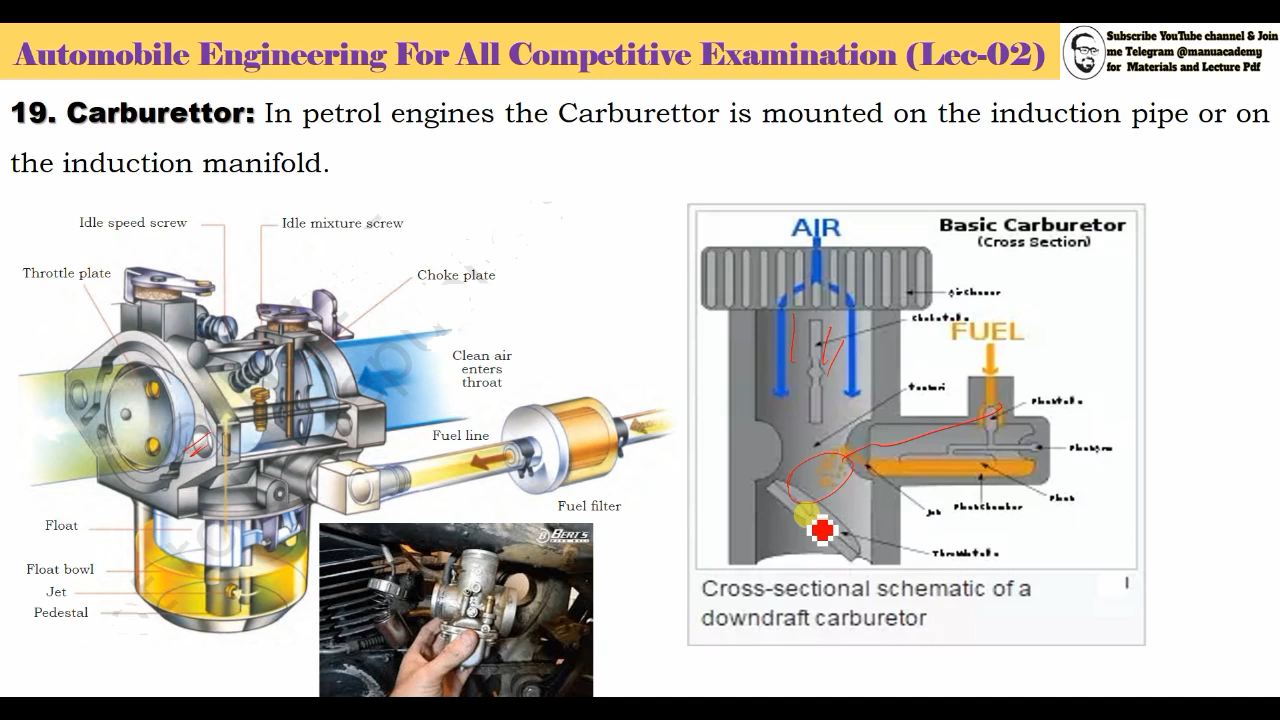 Automobile Engineering For All Competitive Examination (Lec-02)
Subscribe YouTube channel & Join
me Telegram @manuacademy
for Materials and Lecture Pdf
19. Carburettor: In petrol engines the Carburettor is mounted on the induction pipe or on
the induction manifold.
Idle speed screw
Idle mixture screw
Throttle plate
Choke plate
Clean air
enters
throat
Fuel line
Fuel filter
Float
Float bowl
Jet
Pedestal
BERT'S
AIR
Basic Carburetor
(Cross Section)
FUEL
Cross-sectional schematic of a
downdraft carburetor